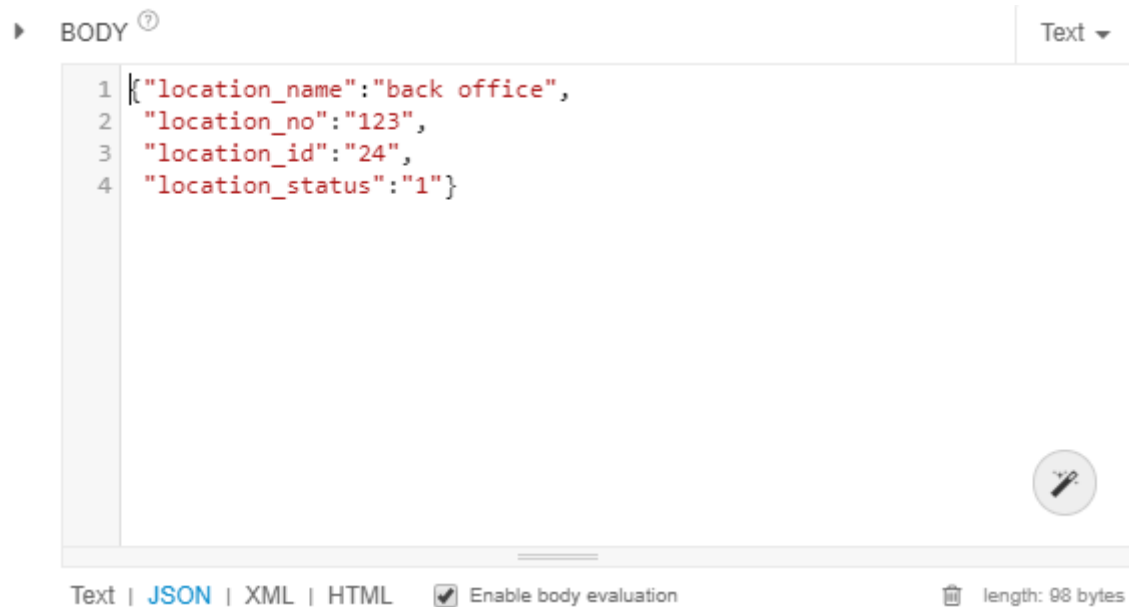 BODY ?
Text
1 {"location_name":"back office",
2 "location_no":"123",
3 "location_id":"24",
4 "location_status":"1"}
Text | JSON | XML | HTML Enable body evaluation length: 98 bytes